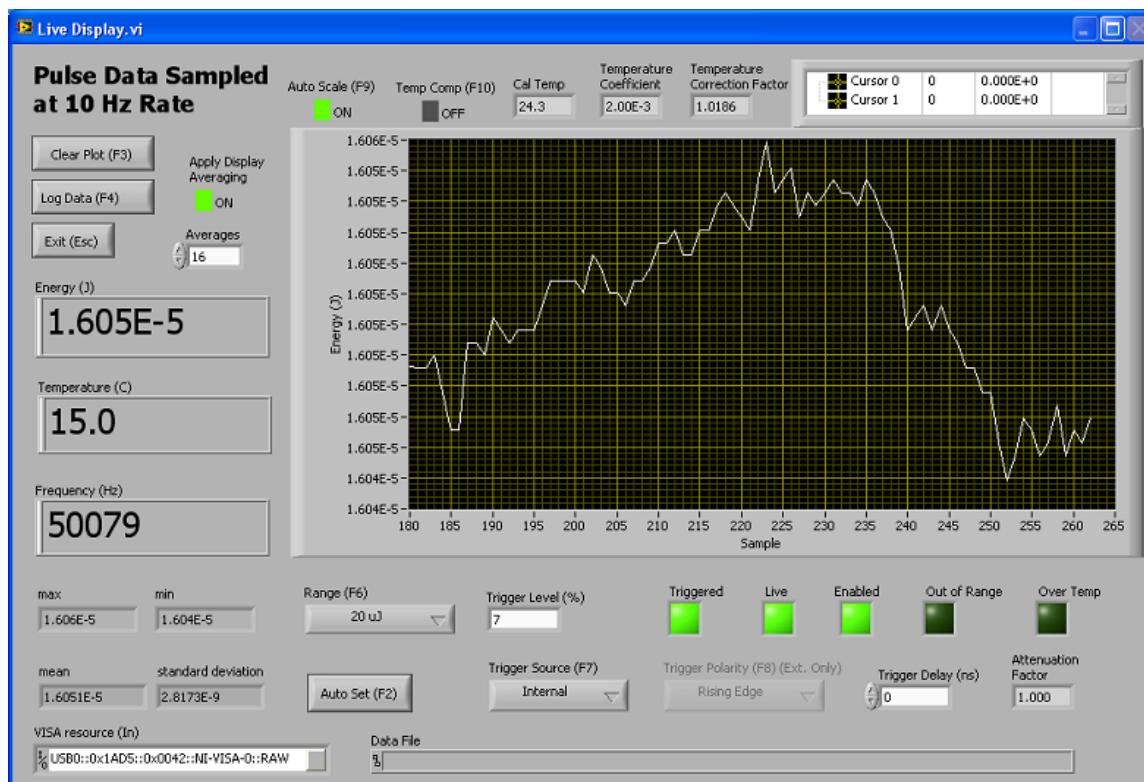 Live Display.vi
Pulse Data Sampled
at 10 Hz Rate
Auto Scale (F9)
ON
Temp Comp (F10)
OFF
Cal Temp
24.3
Temperature
Coefficient
2.00E-3
Temperature
Correction Factor
1.0186
Cursor 0 0 0.000E+0
Cursor 1 0 0.000E+0
Clear Plot (F3)
Log Data (F4)
Exit (Esc)
Apply Display
Averaging
ON
Averages
16
Energy (J)
1.605E-5
Temperature (C)
15.0
Frequency (Hz)
50079
Energy (J)
1.606E-5
1.605E-5
1.605E-5
1.605E-5
1.605E-5
1.605E-5
1.605E-5
1.605E-5
1.605E-5
1.605E-5
1.605E-5
1.604E-5
1.604E-5
180 185 190 195 200 205 210 215 220 225 230 235 240 245 250 255 260 265
Sample
max
1.606E-5
min
1.604E-5
mean
1.6051E-5
standard deviation
2.8173E-9
Range (F6)
20 uJ
Auto Set (F2)
Trigger Level (%)
7
Trigger Source (F7)
Internal
Triggered
Live
Enabled
Out of Range
Over Temp
Trigger Polarity (F8) (Ext. Only)
Rising Edge
Trigger Delay (ns)
0
Attenuation
Factor
1.000
VISA resource (In)
USB0::0x1AD5::0x0042::NI-VISA-0::RAW
Data File